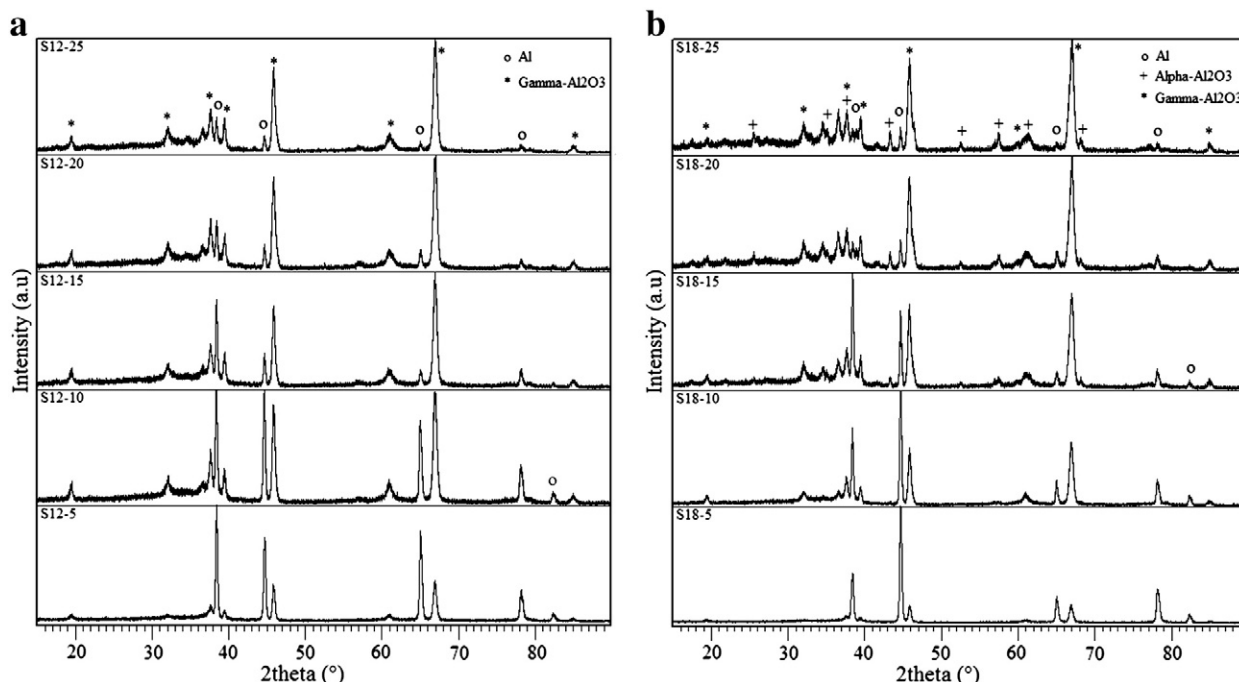 a
S12-25
o Al
* Gamma-Al2O3
S12-20
S12-15
S12-10
S12-5
Intensity (a.u)
20 30 40 50 60 70 80
2theta (°)
b
S18-25
o Al
+ Alpha-Al2O3
* Gamma-Al2O3
S18-20
S18-15
S18-10
S18-5
Intensity (a.u)
20 30 40 50 60 70 80
2theta (°)